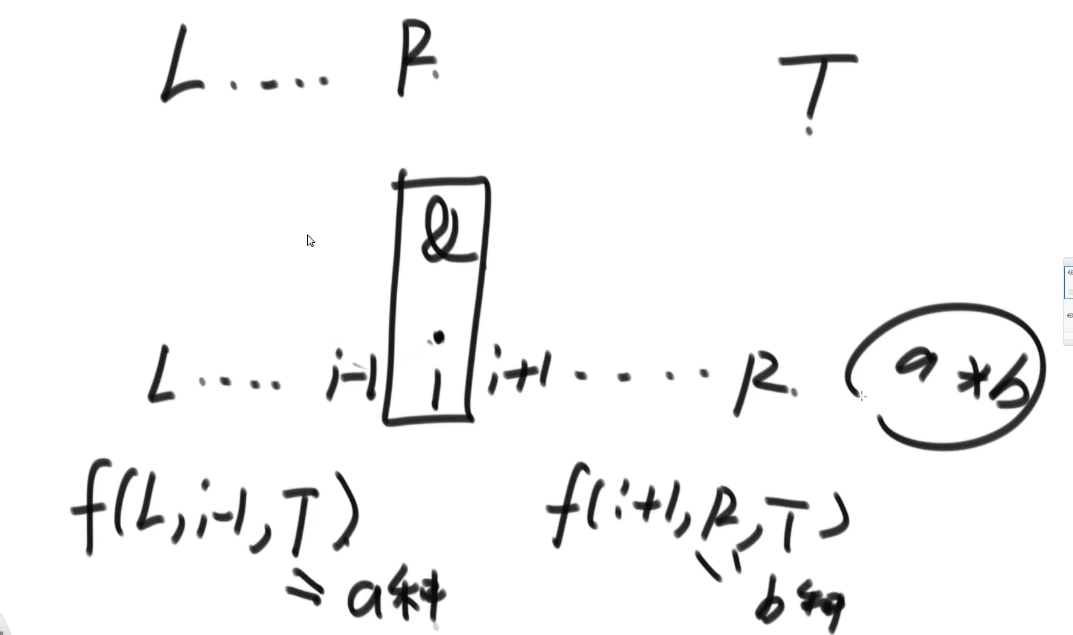 L .... R. T
&
L .... i-1 i i+1 .... R. a*b
f(L,i-1,T) f(i+1,R,T)
= a种 b种